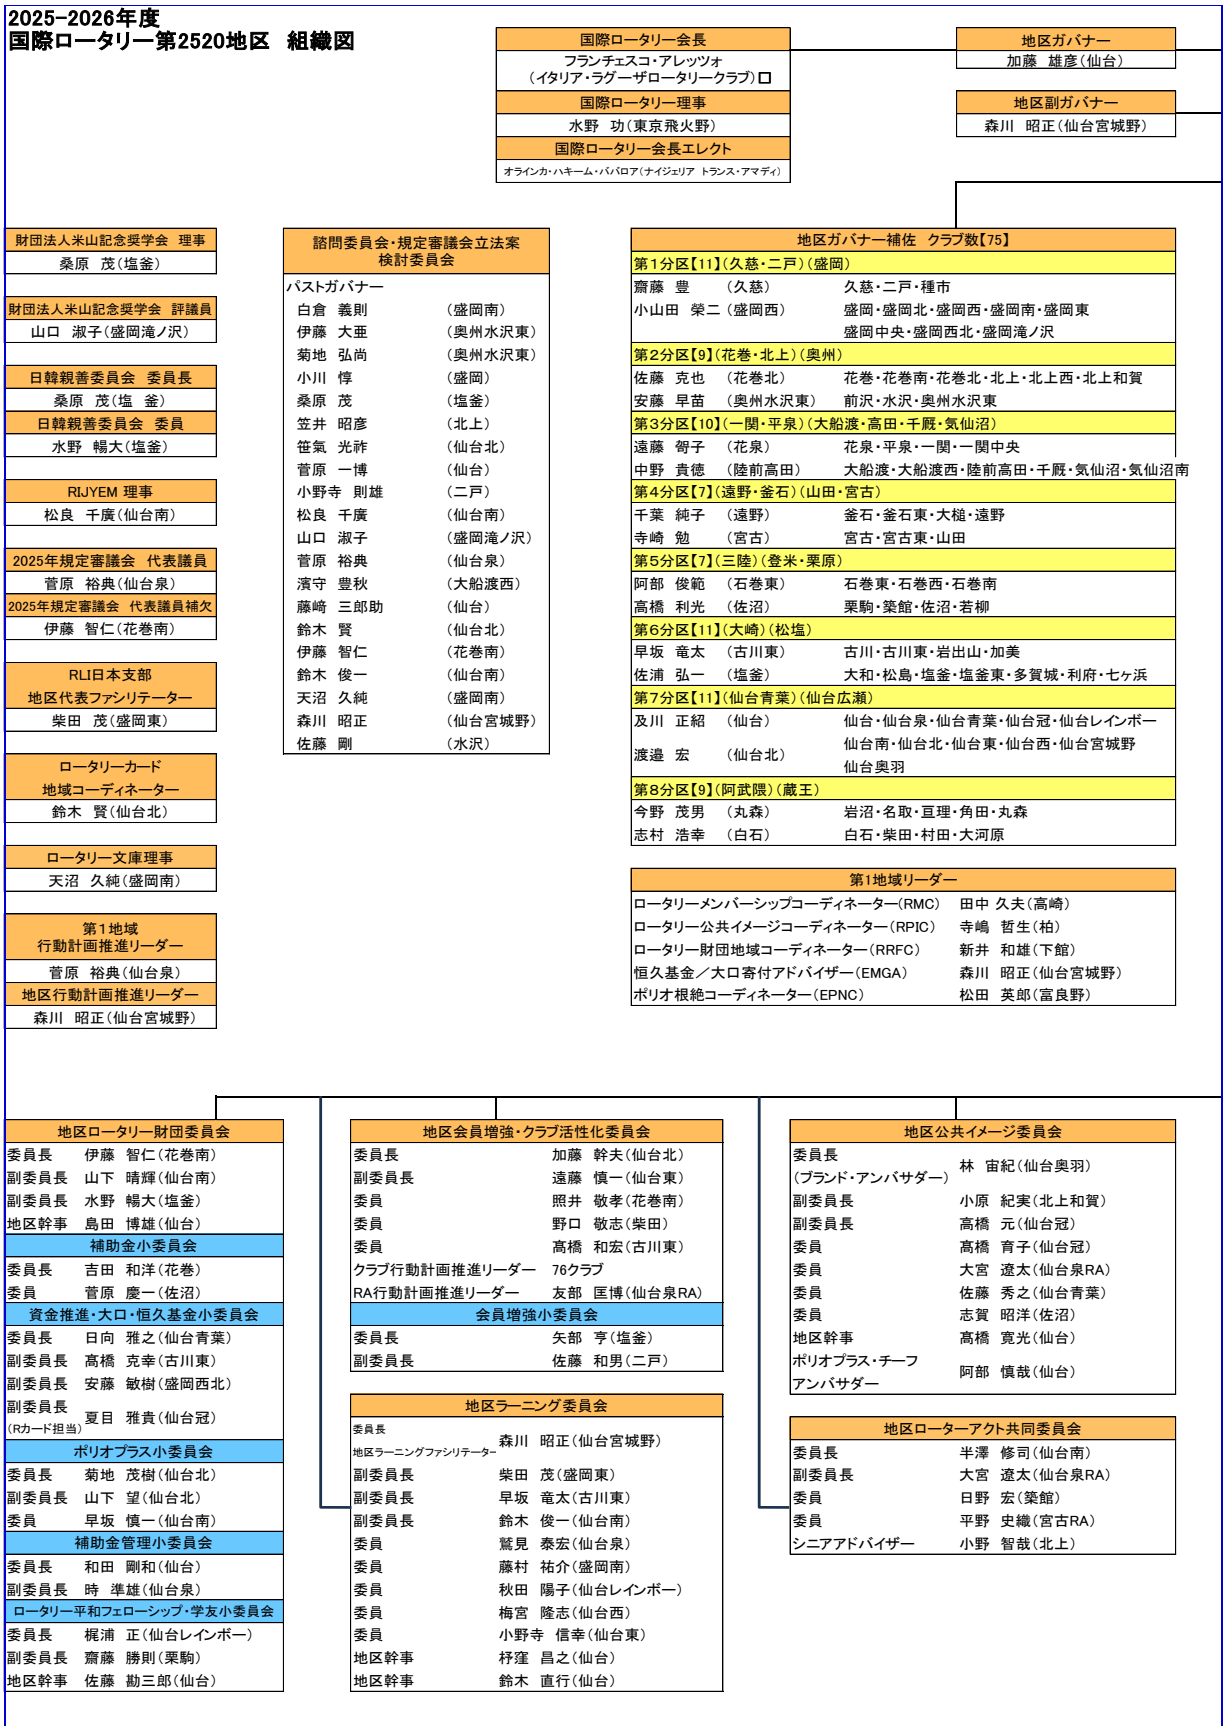 2025-2026年度
国際ロータリー第2520地区　組織図
国際ロータリー会長
フランチェスコ・アレッツォ
(イタリア・ラグーザロータリークラブ)
国際ロータリー理事
水野 功(東京飛火野)
国際ロータリー会長エレクト
オラインカ・ハキーム・ババロア(ナイジェリア トランス・アマディ)
地区ガバナー
加藤 雄彦(仙台)
地区副ガバナー
森川 昭正(仙台宮城野)
財団法人米山記念奨学会 理事
桑原 茂(塩釜)
財団法人米山記念奨学会 評議員
山口 淑子(盛岡滝ノ沢)
日韓親善委員会 委員長
桑原 茂(塩 釜)
日韓親善委員会 委員
水野 暢大(塩釜)
RIJYEM 理事
松良 千廣(仙台南)
2025年規定審議会 代表議員
菅原 裕典(仙台泉)
2025年規定審議会 代表議員補欠
伊藤 智仁(花巻南)
RLI日本支部
地区代表ファシリテーター
柴田 茂(盛岡東)
ロータリーカード
地域コーディネーター
鈴木 賢(仙台北)
ロータリー文庫理事
天沼 久純(盛岡南)
第1地域
行動計画推進リーダー
菅原 裕典(仙台泉)
地区行動計画推進リーダー
森川 昭正(仙台宮城野)
諮問委員会・規定審議会立法案
検討委員会
パストガバナー
白倉 義則 (盛岡南)
伊藤 大亜 (奥州水沢東)
菊地 弘尚 (奥州水沢東)
小川 惇 (盛岡)
桑原 茂 (塩釜)
笠井 昭彦 (北上)
笹氣 光祚 (仙台北)
菅原 一博 (仙台)
小野寺 則雄 (二戸)
松良 千廣 (仙台南)
山口 淑子 (盛岡滝ノ沢)
菅原 裕典 (仙台泉)
濱守 豊秋 (大船渡西)
藤﨑 三郎助 (仙台)
鈴木 賢 (仙台北)
伊藤 智仁 (花巻南)
鈴木 俊一 (仙台南)
天沼 久純 (盛岡南)
森川 昭正 (仙台宮城野)
佐藤 剛 (水沢)
地区ガバナー補佐 クラブ数【75】
第1分区【11】(久慈・二戸)(盛岡)
齋藤 豊 (久慈) 久慈・二戸・種市
小山田 榮二 (盛岡西) 盛岡・盛岡北・盛岡西・盛岡南・盛岡東
盛岡中央・盛岡西北・盛岡滝ノ沢
第2分区【9】(花巻・北上)(奥州)
佐藤 克也 (花巻北) 花巻・花巻南・花巻北・北上・北上西・北上和賀
安藤 早苗 (奥州水沢東) 前沢・水沢・奥州水沢東
第3分区【10】(一関・平泉)(大船渡・高田・千厩・気仙沼)
遠藤 智子 (花泉) 花泉・平泉・一関・一関中央
中野 貴徳 (陸前高田) 大船渡・大船渡西・陸前高田・千厩・気仙沼・気仙沼南
第4分区【7】(遠野・釜石)(山田・宮古)
千葉 純子 (遠野) 釜石・釜石東・大槌・遠野
寺崎 勉 (宮古) 宮古・宮古東・山田
第5分区【7】(三陸)(登米・栗原)
阿部 俊範 (石巻東) 石巻東・石巻西・石巻南
高橋 利光 (佐沼) 栗駒・築館・佐沼・若柳
第6分区【11】(大崎)(松塩)
早坂 竜太 (古川東) 古川・古川東・岩出山・加美
佐浦 弘一 (塩釜) 大和・松島・塩釜・塩釜東・多賀城・利府・七ヶ浜
第7分区【11】(仙台青葉)(仙台広瀬)
及川 正紹 (仙台) 仙台・仙台泉・仙台青葉・仙台冠・仙台レインボー
渡邉 宏 (仙台北) 仙台南・仙台北・仙台東・仙台西・仙台宮城野
仙台奥羽
第8分区【9】(阿武隈)(蔵王)
今野 茂男 (丸森) 岩沼・名取・亘理・角田・丸森
志村 浩幸 (白石) 白石・柴田・村田・大河原
第1地域リーダー
ロータリーメンバーシップコーディネーター(RMC) 田中 久夫(高崎)
ロータリー公共イメージコーディネーター(RPIC) 寺嶋 哲生(柏)
ロータリー財団地域コーディネーター(RRFC) 新井 和雄(下館)
恒久基金／大口寄付アドバイザー(EMGA) 森川 昭正(仙台宮城野)
ポリオ根絶コーディネーター(EPNC) 松田 英郎(富良野)
地区ロータリー財団委員会
委員長 伊藤 智仁(花巻南)
副委員長 山下 晴輝(仙台南)
副委員長 水野 暢大(塩釜)
地区幹事 島田 博雄(仙台)
補助金小委員会
委員長 吉田 和洋(花巻)
委員 菅原 慶一(佐沼)
資金推進・大口・恒久基金小委員会
委員長 日向 雅之(仙台青葉)
副委員長 髙橋 克幸(古川東)
副委員長 安藤 敏樹(盛岡西北)
副委員長
(Rカード担当) 夏目 雅貴(仙台冠)
ポリオプラス小委員会
委員長 菊地 茂樹(仙台北)
副委員長 山下 望(仙台北)
委員 早坂 慎一(仙台南)
補助金管理小委員会
委員長 和田 剛和(仙台)
副委員長 時 準雄(仙台泉)
ロータリー平和フェローシップ・学友小委員会
委員長 梶浦 正(仙台レインボー)
副委員長 齋藤 勝則(栗駒)
地区幹事 佐藤 勘三郎(仙台)
地区会員増強・クラブ活性化委員会
委員長 加藤 幹夫(仙台北)
副委員長 遠藤 慎一(仙台東)
委員 照井 敬孝(花巻南)
委員 野口 敬志(柴田)
委員 髙橋 和宏(古川東)
クラブ行動計画推進リーダー 76クラブ
RA行動計画推進リーダー 友部 匡博(仙台泉RA)
会員増強小委員会
委員長 矢部 亨(塩釜)
副委員長 佐藤 和男(二戸)
地区ラーニング委員会
委員長
地区ラーニングファシリテーター 森川 昭正(仙台宮城野)
副委員長 柴田 茂(盛岡東)
副委員長 早坂 竜太(古川東)
副委員長 鈴木 俊一(仙台南)
委員 鷲見 泰宏(仙台泉)
委員 藤村 祐介(盛岡南)
委員 秋田 陽子(仙台レインボー)
委員 梅宮 隆志(仙台西)
委員 小野寺 信幸(仙台東)
地区幹事 杼窪 昌之(仙台)
地区幹事 鈴木 直行(仙台)
地区公共イメージ委員会
委員長
(ブランド・アンバサダー) 林 宙紀(仙台奥羽)
副委員長 小原 紀実(北上和賀)
副委員長 高橋 元(仙台冠)
委員 髙橋 育子(仙台冠)
委員 大宮 遼太(仙台泉RA)
委員 佐藤 秀之(仙台青葉)
委員 志賀 昭洋(佐沼)
地区幹事 髙橋 寛光(仙台)
ポリオプラス・チーフ
アンバサダー 阿部 慎哉(仙台)
地区ローターアクト共同委員会
委員長 半澤 修司(仙台南)
副委員長 大宮 遼太(仙台泉RA)
委員 日野 宏(築館)
委員 平野 史織(宮古RA)
シニアアドバイザー 小野 智哉(北上)